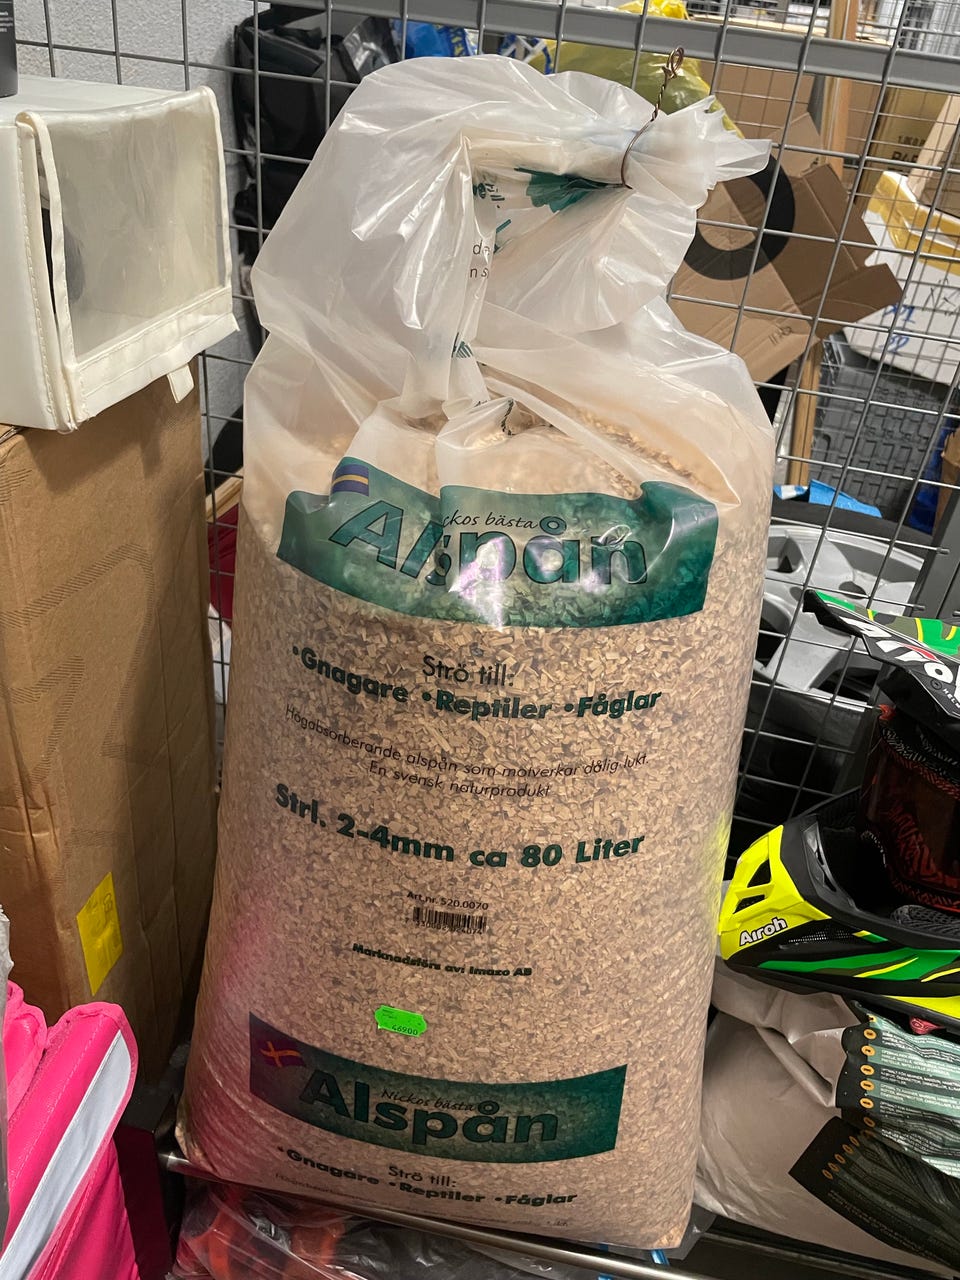 Nickos bästa
Alspån
Strö till:
•Gnagare •Reptiler •Fåglar
Högabsorberande alspån som motverkar dålig lukt.
En svensk naturprodukt
Strl. 2-4mm ca 80 Liter
Art.nr. 520.0070
Marknadsförs av: Imazo AB
46900
Nickos bästa
Alspån
Strö till:
•Gnagare •Reptiler •Fåglar
Airoh